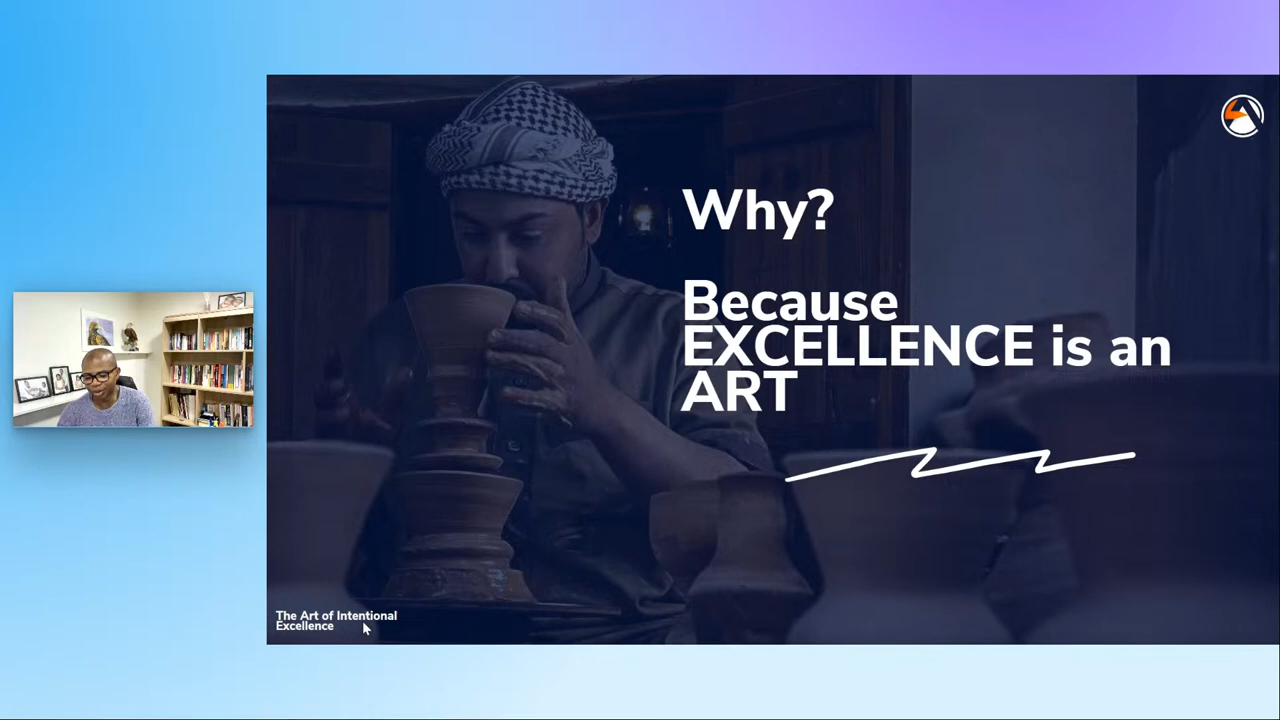 Why?
Because
EXCELLENCE is an
ART
The Art of Intentional
Excellence